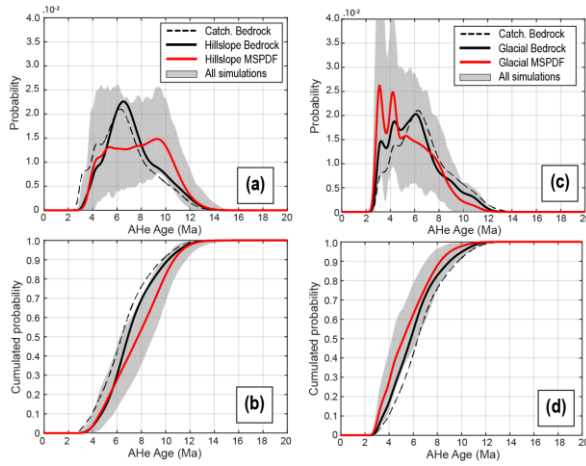 4.0 x10⁻²
3.5
3.0
2.5
2.0
1.5
1.0
0.5
0
Probability
Catch. Bedrock
Hillslope Bedrock
Hillslope MSPDF
All simulations
(a)
0 2 4 6 8 10 12 14 16 18 20
AHe Age (Ma)
4.0 x10⁻²
3.5
3.0
2.5
2.0
1.5
1.0
0.5
0
Probability
Catch. Bedrock
Glacial Bedrock
Glacial MSPDF
All simulations
(c)
0 2 4 6 8 10 12 14 16 18 20
AHe Age (Ma)
1.0
0.9
0.8
0.7
0.6
0.5
0.4
0.3
0.2
0.1
0
Cumulated probability
(b)
0 2 4 6 8 10 12 14 16 18 20
AHe Age (Ma)
1.0
0.9
0.8
0.7
0.6
0.5
0.4
0.3
0.2
0.1
0
Cumulated probability
(d)
0 2 4 6 8 10 12 14 16 18 20
AHe Age (Ma)